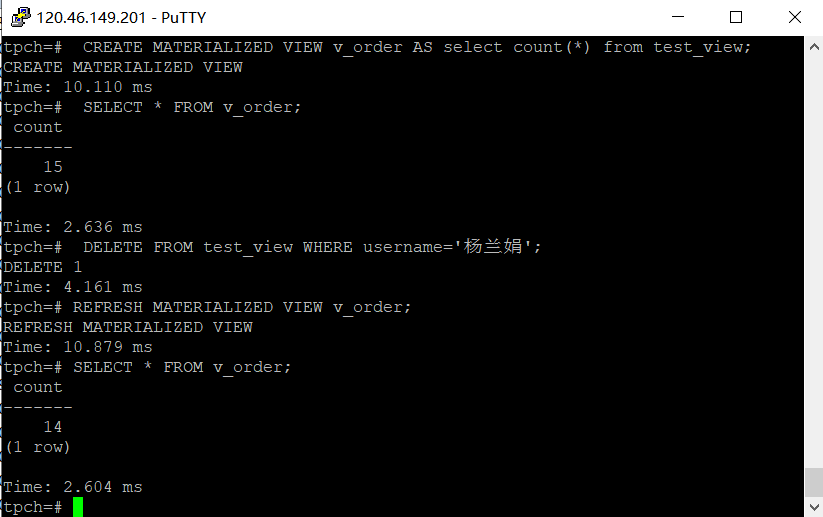 120.46.149.201 - PuTTY
tpch=#  CREATE MATERIALIZED VIEW v_order AS select count(*) from test_view;
CREATE MATERIALIZED VIEW
Time: 10.110 ms
tpch=#  SELECT * FROM v_order;
 count
-------
    15
(1 row)

Time: 2.636 ms
tpch=#  DELETE FROM test_view WHERE username='杨兰娟';
DELETE 1
Time: 4.161 ms
tpch=# REFRESH MATERIALIZED VIEW v_order;
REFRESH MATERIALIZED VIEW
Time: 10.879 ms
tpch=# SELECT * FROM v_order;
 count
-------
    14
(1 row)

Time: 2.604 ms
tpch=#